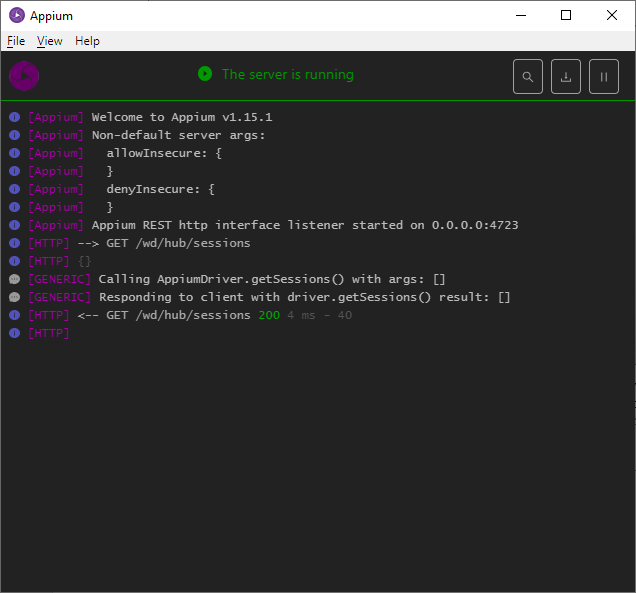 Appium
File View Help
The server is running
[Appium] Welcome to Appium v1.15.1
[Appium] Non-default server args:
[Appium]   allowInsecure: {
[Appium]   }
[Appium]   denyInsecure: {
[Appium]   }
[Appium] Appium REST http interface listener started on 0.0.0.0:4723
[HTTP] --> GET /wd/hub/sessions
[HTTP] {}
[GENERIC] Calling AppiumDriver.getSessions() with args: []
[GENERIC] Responding to client with driver.getSessions() result: []
[HTTP] <-- GET /wd/hub/sessions 200 4 ms - 40
[HTTP]